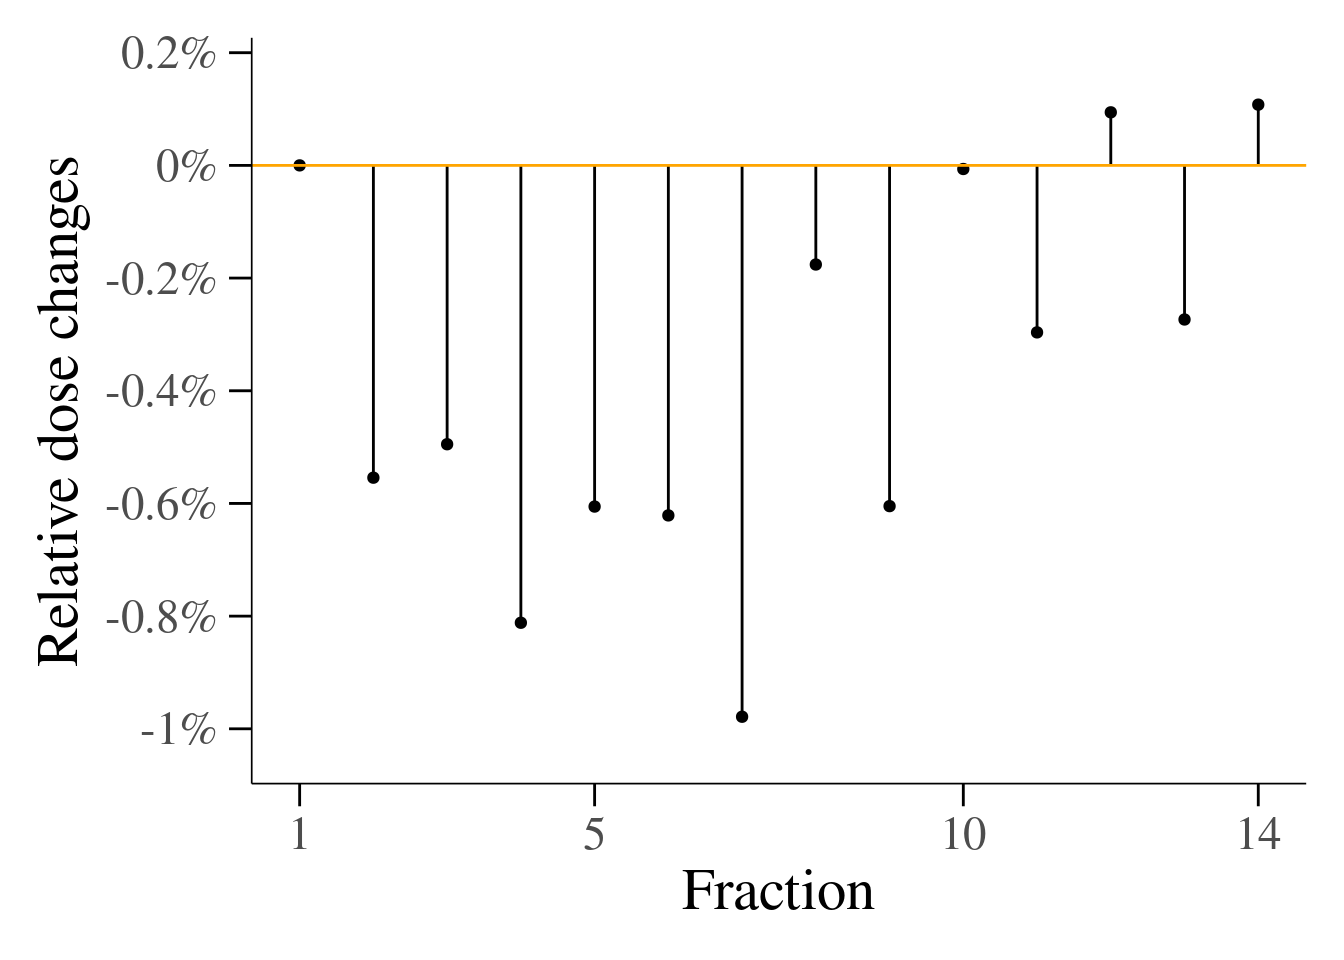 Relative dose changes
0.2%
0%
-0.2%
-0.4%
-0.6%
-0.8%
-1%
1 5 10 14
Fraction